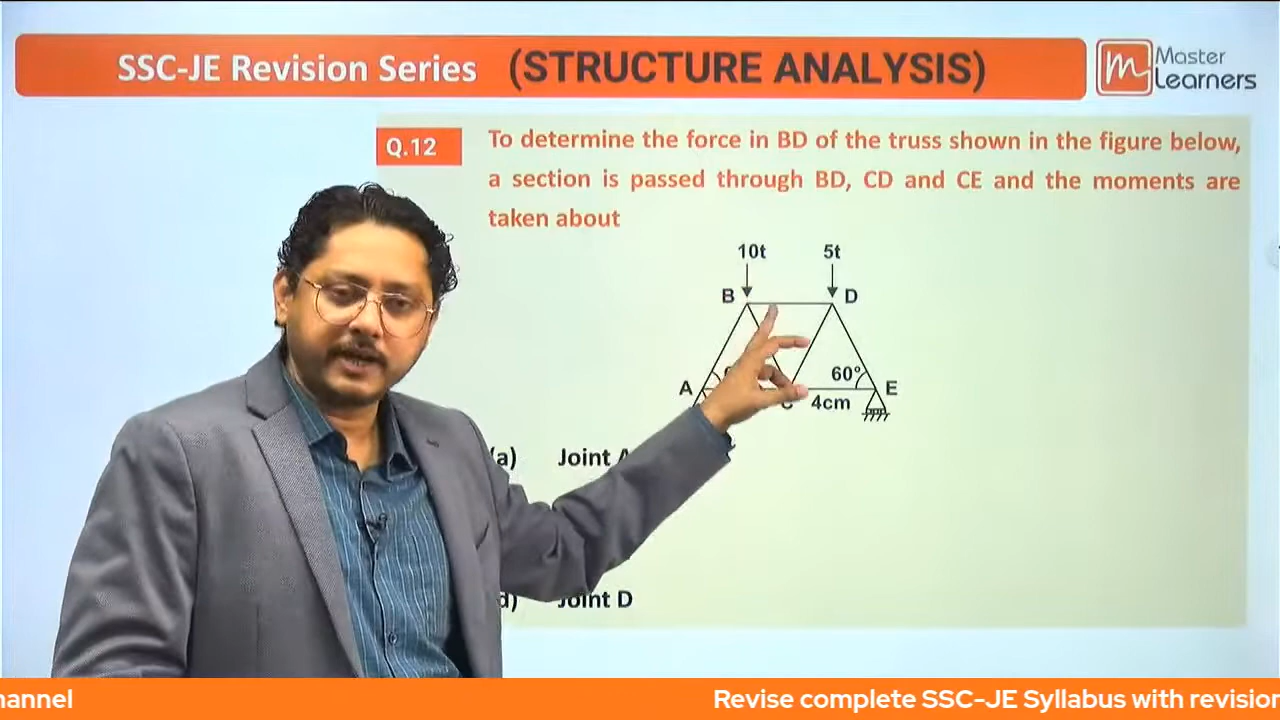 SSC-JE Revision Series (STRUCTURE ANALYSIS)
Master
Learners
Q.12
To determine the force in BD of the truss shown in the figure below,
a section is passed through BD, CD and CE and the moments are
taken about
10t 5t
B D
60°
A E
4cm
(a) Joint A
d) Joint D
hannel
Revise complete SSC-JE Syllabus with revision